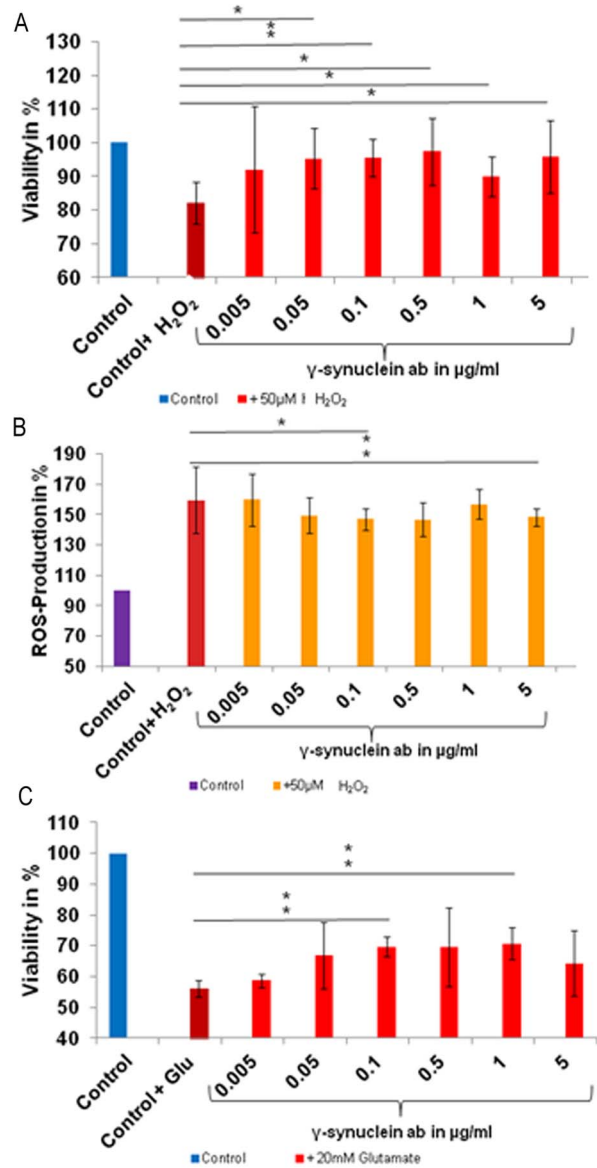 A
*
*
*
*
*
*
130
120
110
100
90
80
70
60
Viability in %
Control
Control+ H₂O₂
0.005
0.05
0.1
0.5
1
5
γ-synuclein ab in µg/ml
Control
+ 50µM H₂O₂
B
*
*
*
190
170
150
130
110
90
70
50
ROS-Production in %
Control
Control+H₂O₂
0.005
0.05
0.1
0.5
1
5
γ-synuclein ab in µg/ml
Control
+50µM H₂O₂
C
110
100
90
80
70
60
50
40
*
*
*
*
Viability in %
Control
Control + Glu
0.005
0.05
0.1
0.5
1
5
γ-synuclein ab in µg/ml
Control
+ 20mM Glutamate